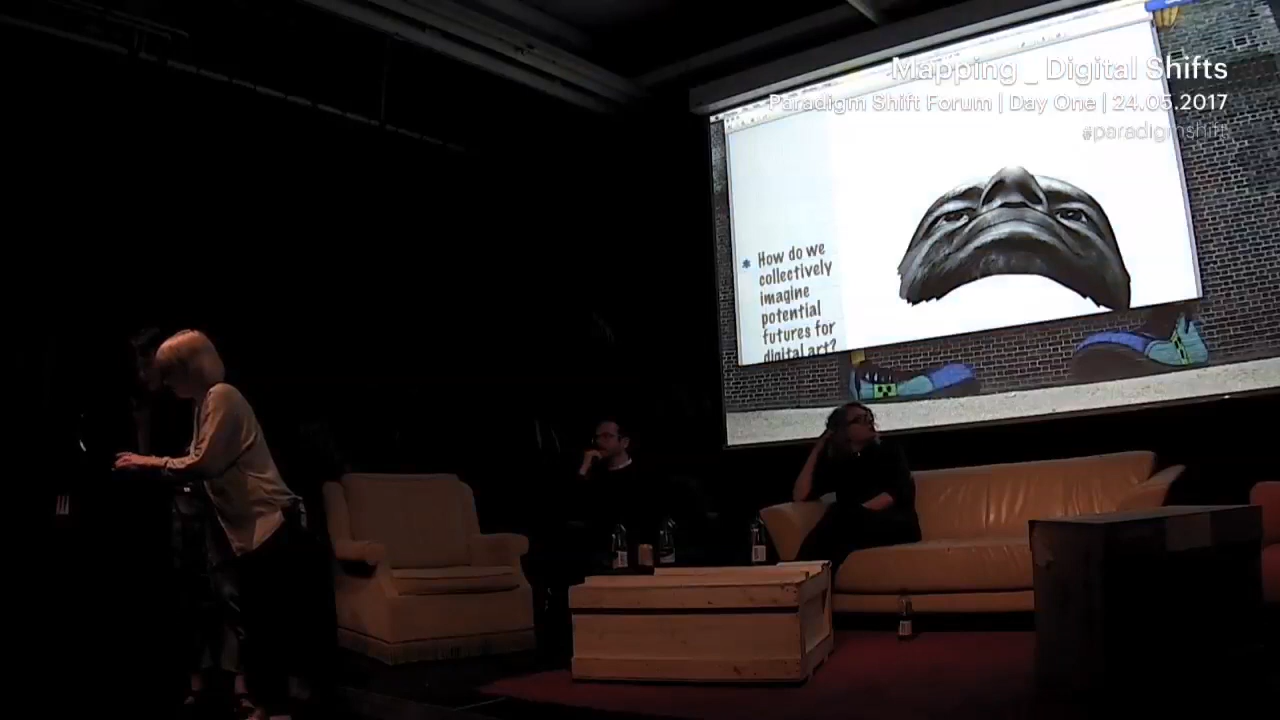 Mapping _ Digital Shifts
Paradigm Shift Forum | Day One | 24.05.2017
#paradigmshift
* How do we
collectively
imagine
potential
futures for
digital art?